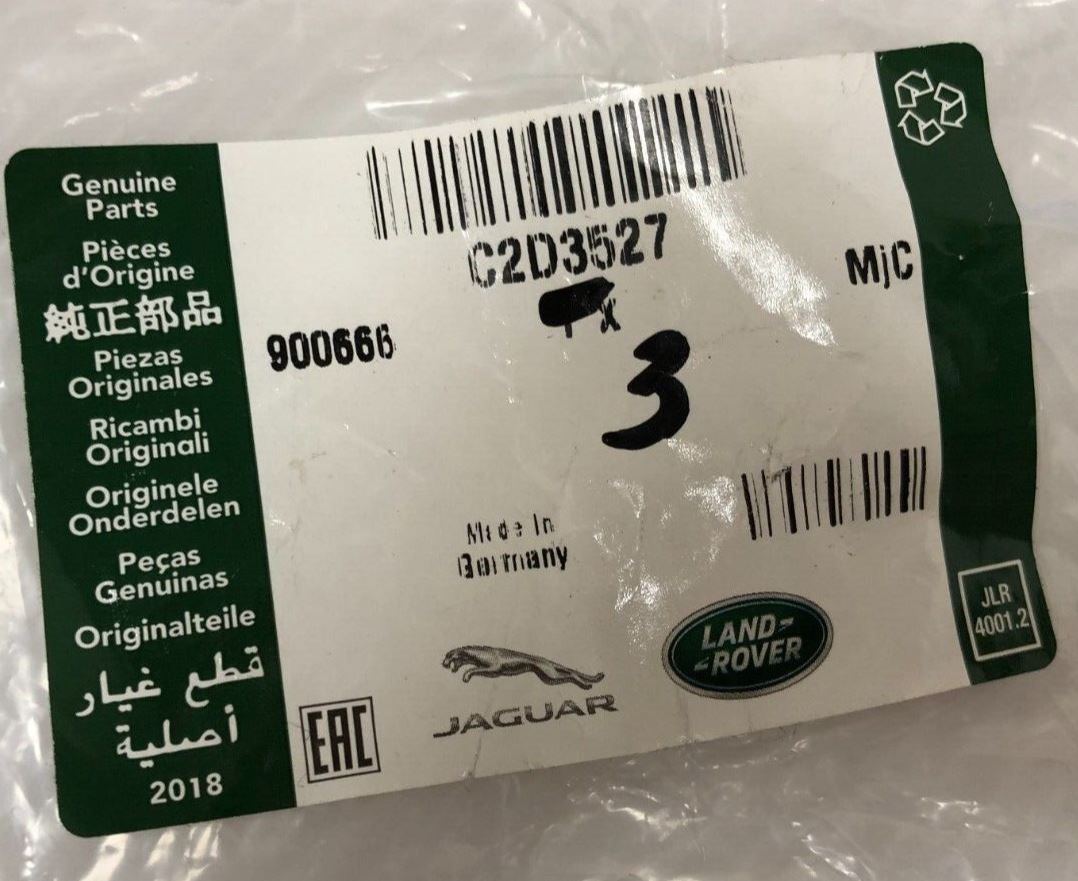 Genuine
Parts
Pièces
d'Origine
純正部品
Piezas
Originales
Ricambi
Originali
Originele
Onderdelen
Peças
Genuinas
Originalteile
قطع غيار
أصلية
2018
C2D3527
MjC
x
900666
3
Made In
Germany
EAC
JAGUAR
LAND-
-ROVER
JLR
4001.2